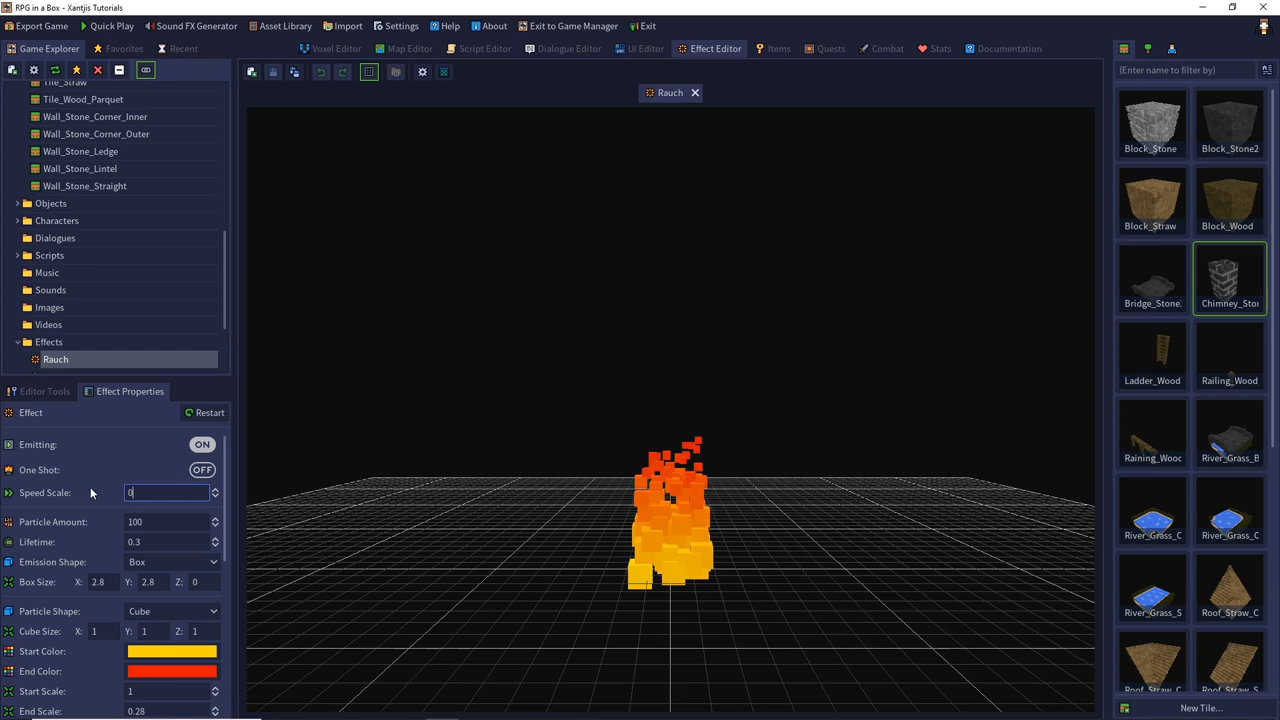 RPG in a Box - Xantjis Tutorials
Export Game Quick Play Sound FX Generator Asset Library Import Settings Help About Exit to Game Manager Exit
Game Explorer Favorites Recent Voxel Editor Map Editor Script Editor Dialogue Editor UI Editor Effect Editor Items Quests Combat Stats Documentation
(Enter name to filter by)
Rauch
Tile_Straw
Tile_Wood_Parquet
Wall_Stone_Corner_Inner
Wall_Stone_Corner_Outer
Wall_Stone_Ledge
Wall_Stone_Lintel
Wall_Stone_Straight
Objects
Characters
Dialogues
Scripts
Music
Sounds
Images
Videos
Effects
Rauch
Editor Tools Effect Properties
Effect Restart
Emitting: ON
One Shot: OFF
Speed Scale: 0
Particle Amount: 100
Lifetime: 0.3
Emission Shape: Box
Box Size: X: 2.8 Y: 2.8 Z: 0
Particle Shape: Cube
Cube Size: X: 1 Y: 1 Z: 1
Start Color:
End Color:
Start Scale: 1
End Scale: 0.28
Block_Stone Block_Stone2
Block_Straw Block_Wood
Bridge_Stone Chimney_Stor
Ladder_Wood Railing_Wood
Raining_Wooc River_Grass_B
River_Grass_C River_Grass_C
River_Grass_S Roof_Straw_C
Roof_Straw_C Roof_Straw_S
New Tile...